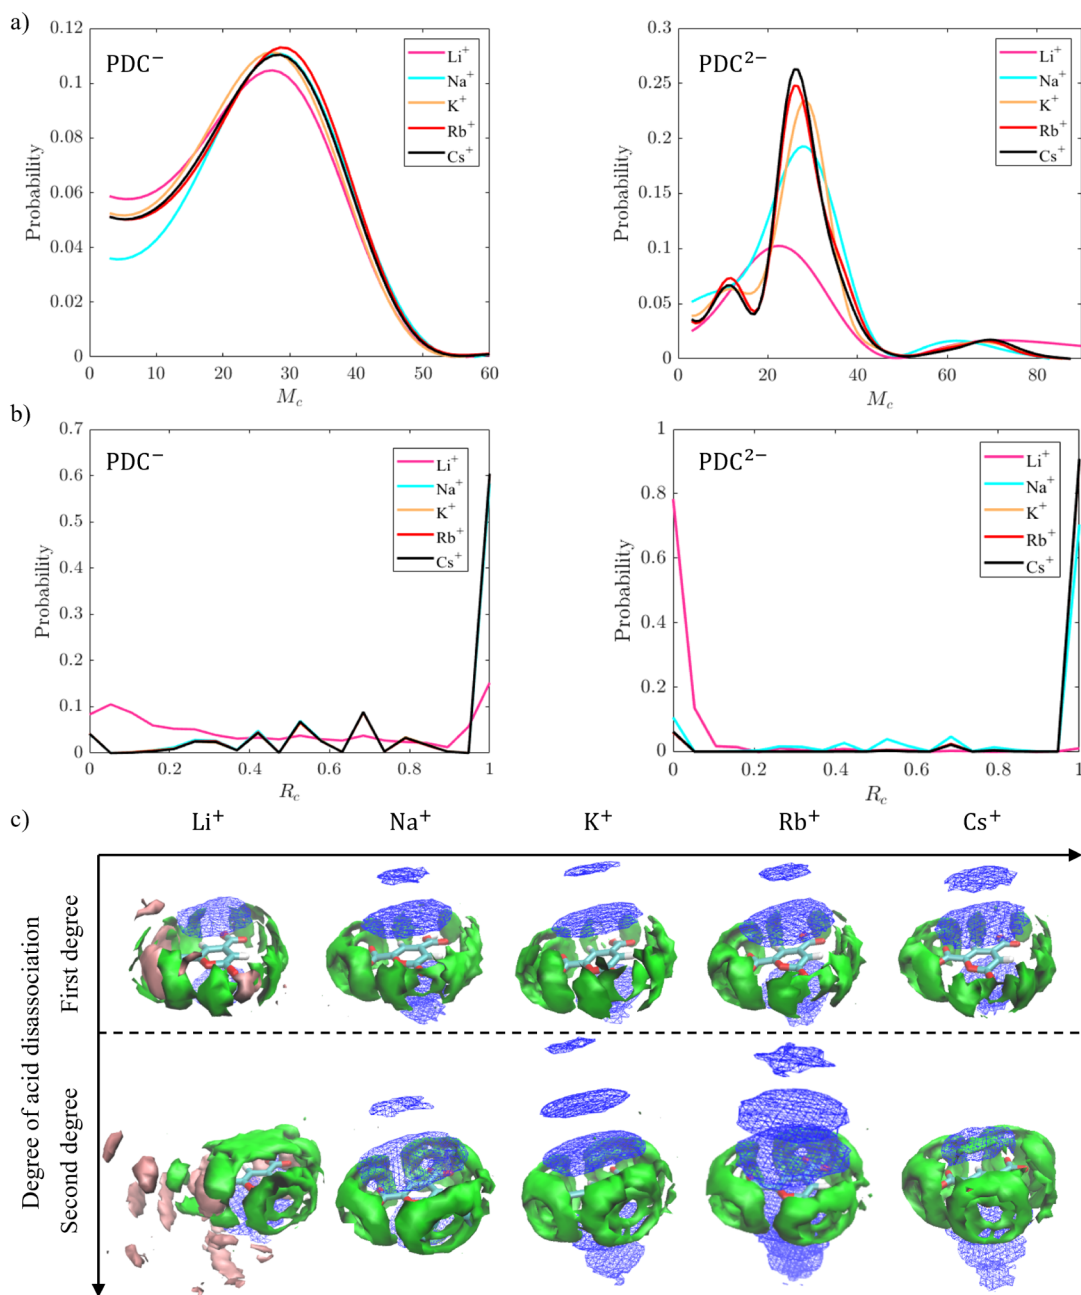 a)
PDC⁻
Probability
0.12
0.1
0.08
0.06
0.04
0.02
0
0 10 20 30 40 50 60
M_c
Li⁺
Na⁺
K⁺
Rb⁺
Cs⁺
PDC²⁻
Probability
0.3
0.25
0.2
0.15
0.1
0.05
0
0 20 40 60 80
M_c
Li⁺
Na⁺
K⁺
Rb⁺
Cs⁺
b)
PDC⁻
Probability
0.7
0.6
0.5
0.4
0.3
0.2
0.1
0
0 0.2 0.4 0.6 0.8 1
R_c
Li⁺
Na⁺
K⁺
Rb⁺
Cs⁺
PDC²⁻
Probability
1
0.8
0.6
0.4
0.2
0
0 0.2 0.4 0.6 0.8 1
R_c
Li⁺
Na⁺
K⁺
Rb⁺
Cs⁺
c)
Li⁺ Na⁺ K⁺ Rb⁺ Cs⁺
Degree of acid disassociation
First degree
Second degree